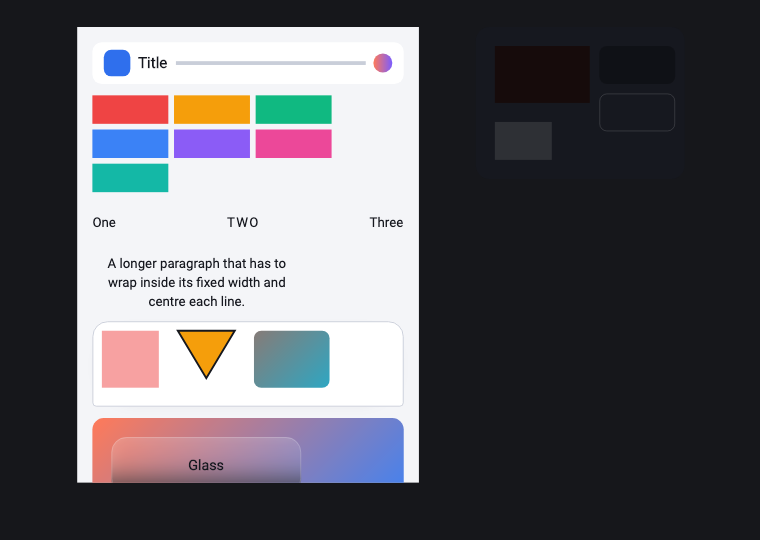 Title
One TWO Three
A longer paragraph that has to
wrap inside its fixed width and
centre each line.
Glass